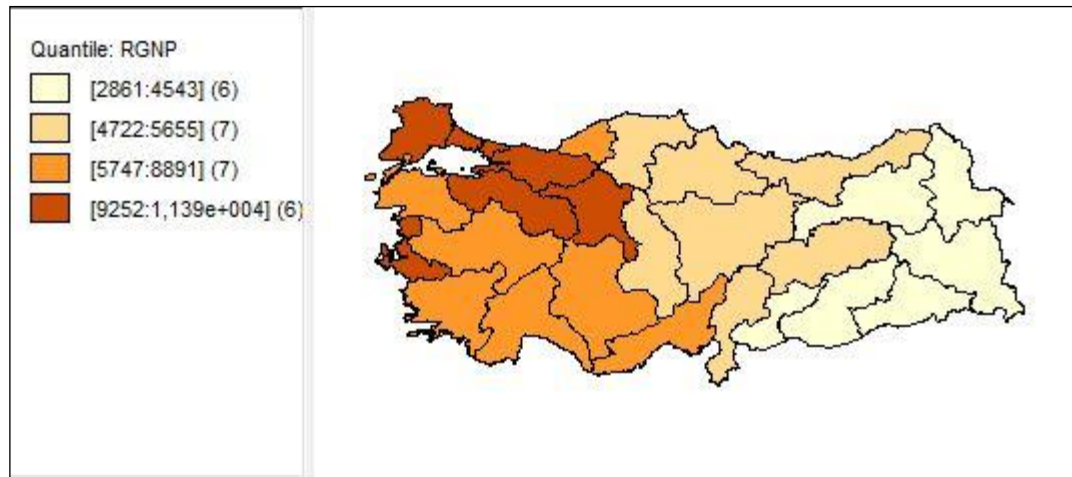 Quantile: RGNP
[2861:4543] (6)
[4722:5655] (7)
[5747:8891] (7)
[9252:1,139e+004] (6)